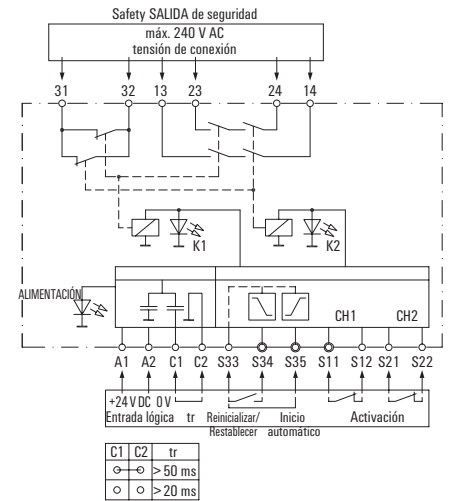 Safety SALIDA de seguridad
máx. 240 V AC
tensión de conexión
31 32 13 23 24 14
K1 K2
ALIMENTACIÓN
CH1 CH2
A1 A2 C1 C2 S33 S34 S35 S11 S12 S21 S22
+24 V DC 0 V
Entrada lógica tr Reinicializar/ Inicio Activación
Restablecer automático
C1 C2 tr
> 50 ms
> 20 ms